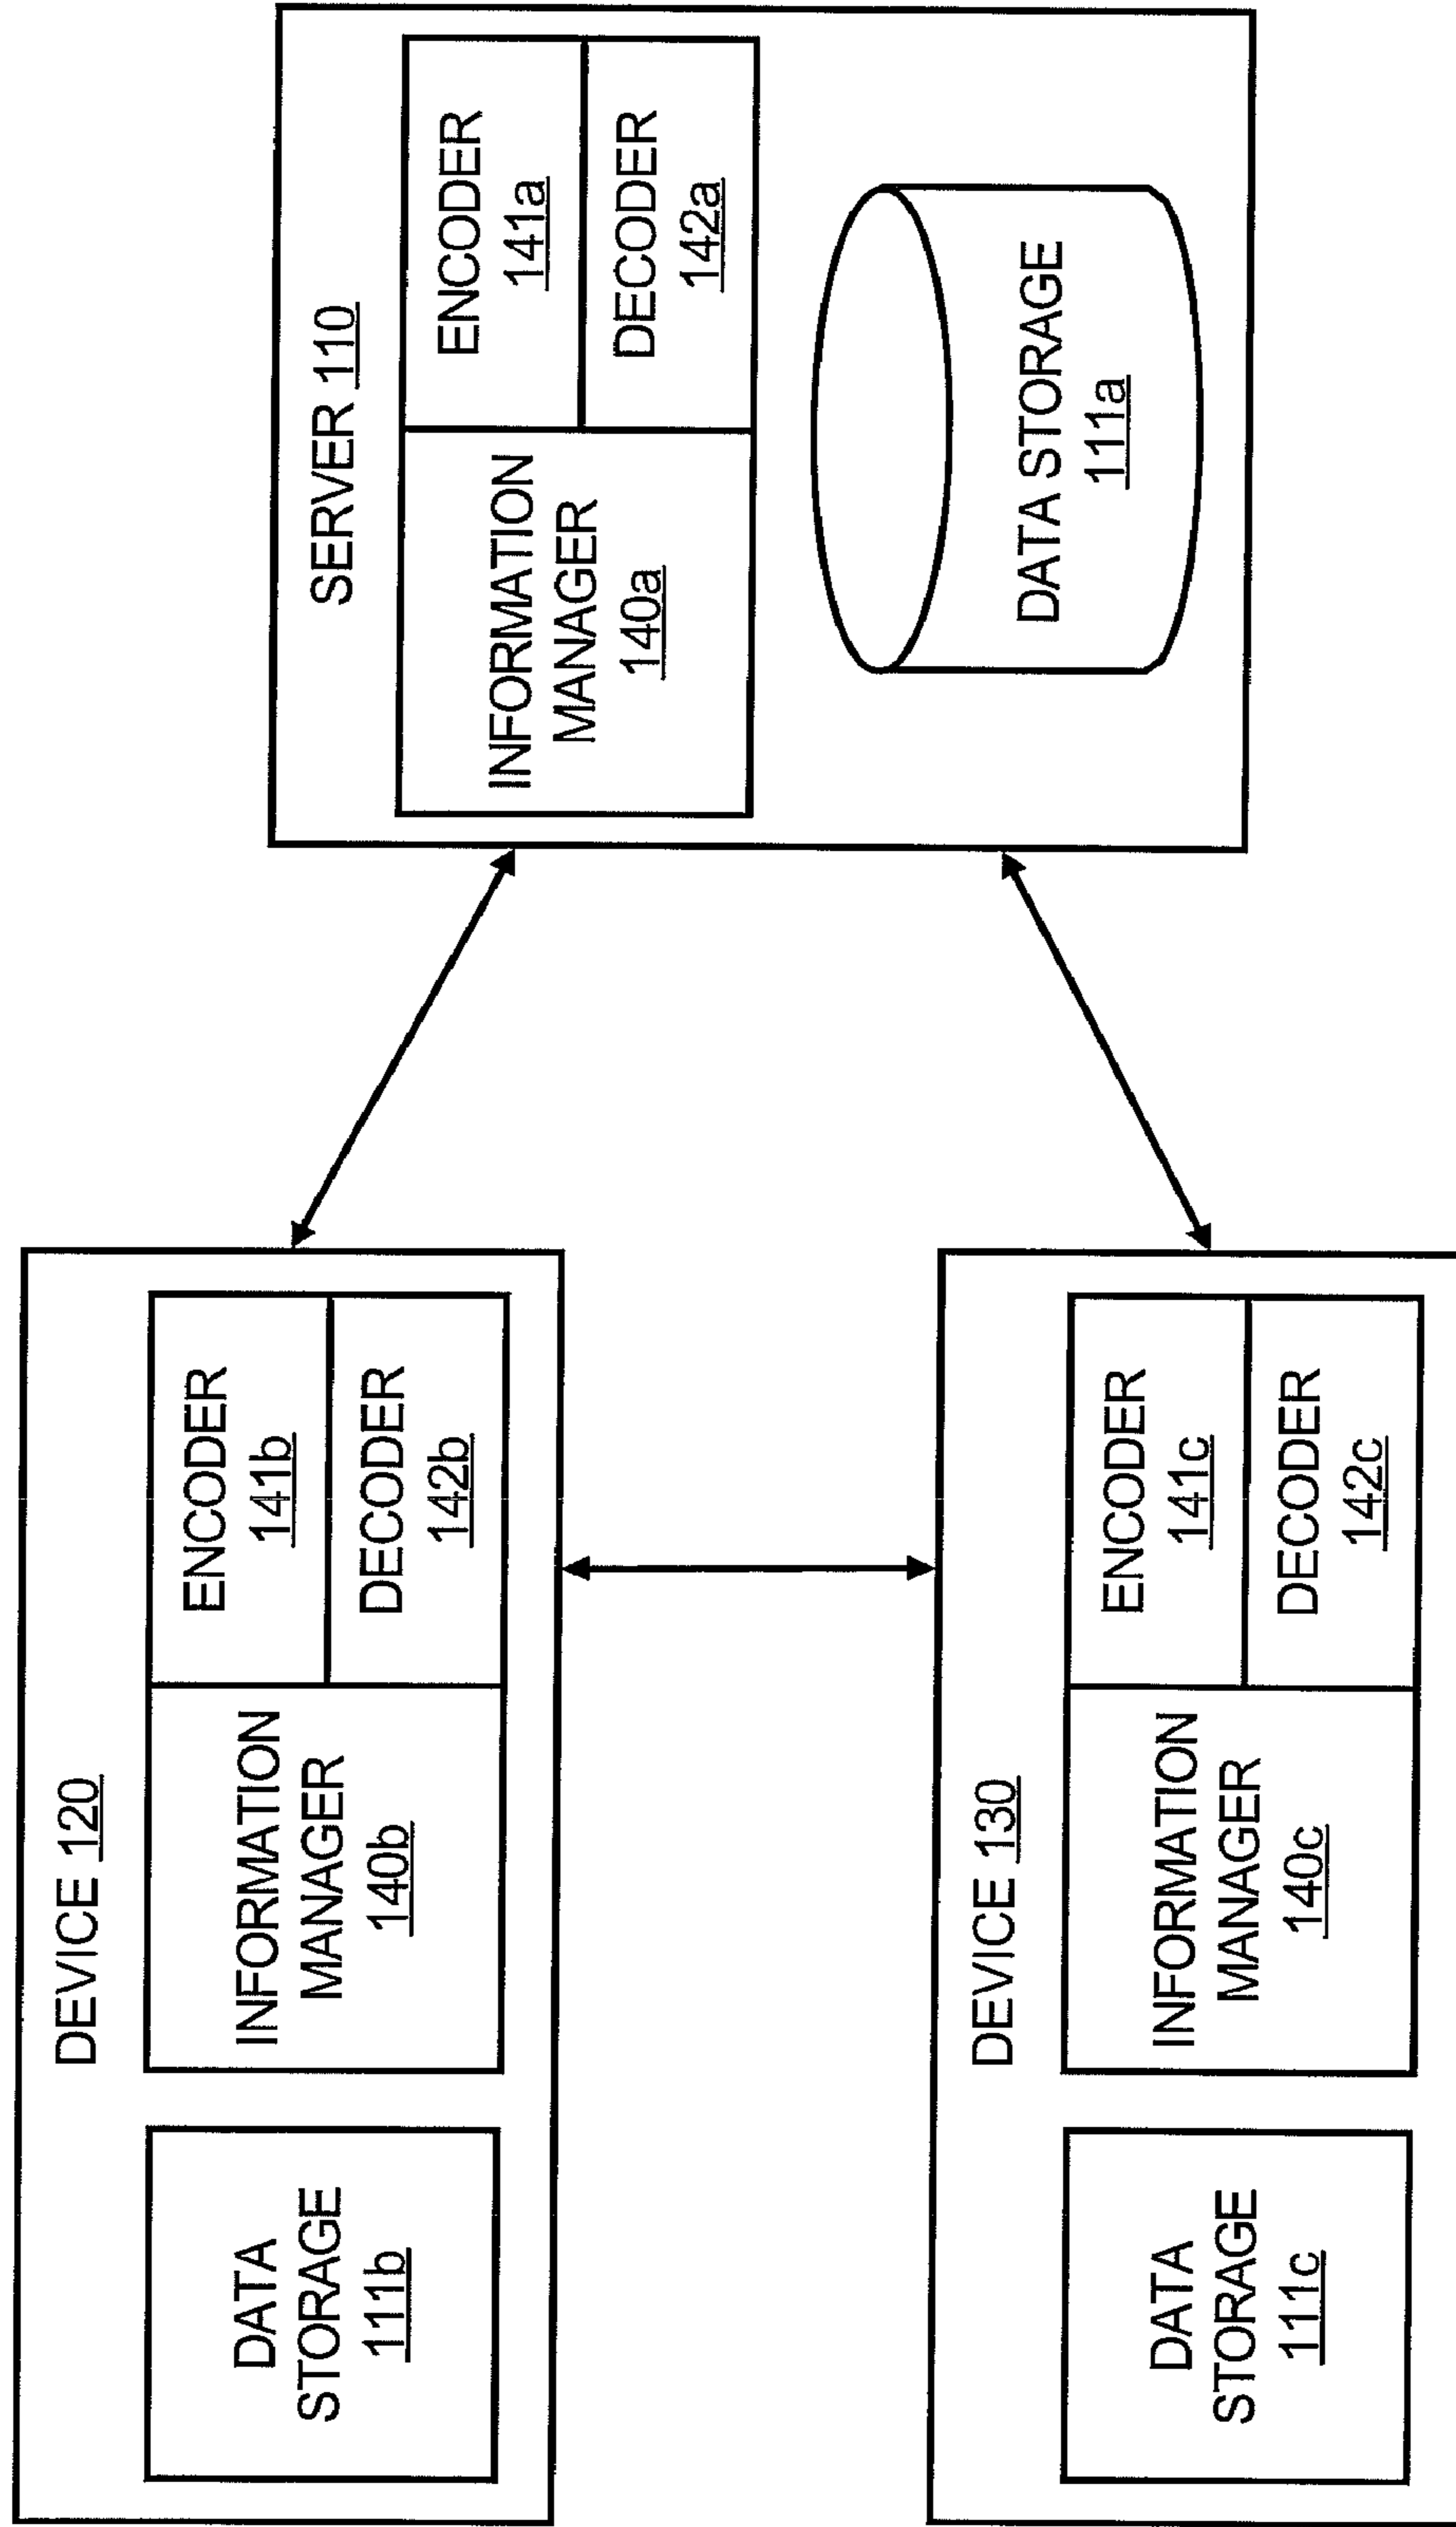 DEVICE 120
DATA
STORAGE
111b
INFORMATION
MANAGER
140b
ENCODER
141b
DECODER
142b
SERVER 110
INFORMATION
MANAGER
140a
ENCODER
141a
DECODER
142a
DATA STORAGE
111a
DEVICE 130
DATA
STORAGE
111c
INFORMATION
MANAGER
140c
ENCODER
141c
DECODER
142c